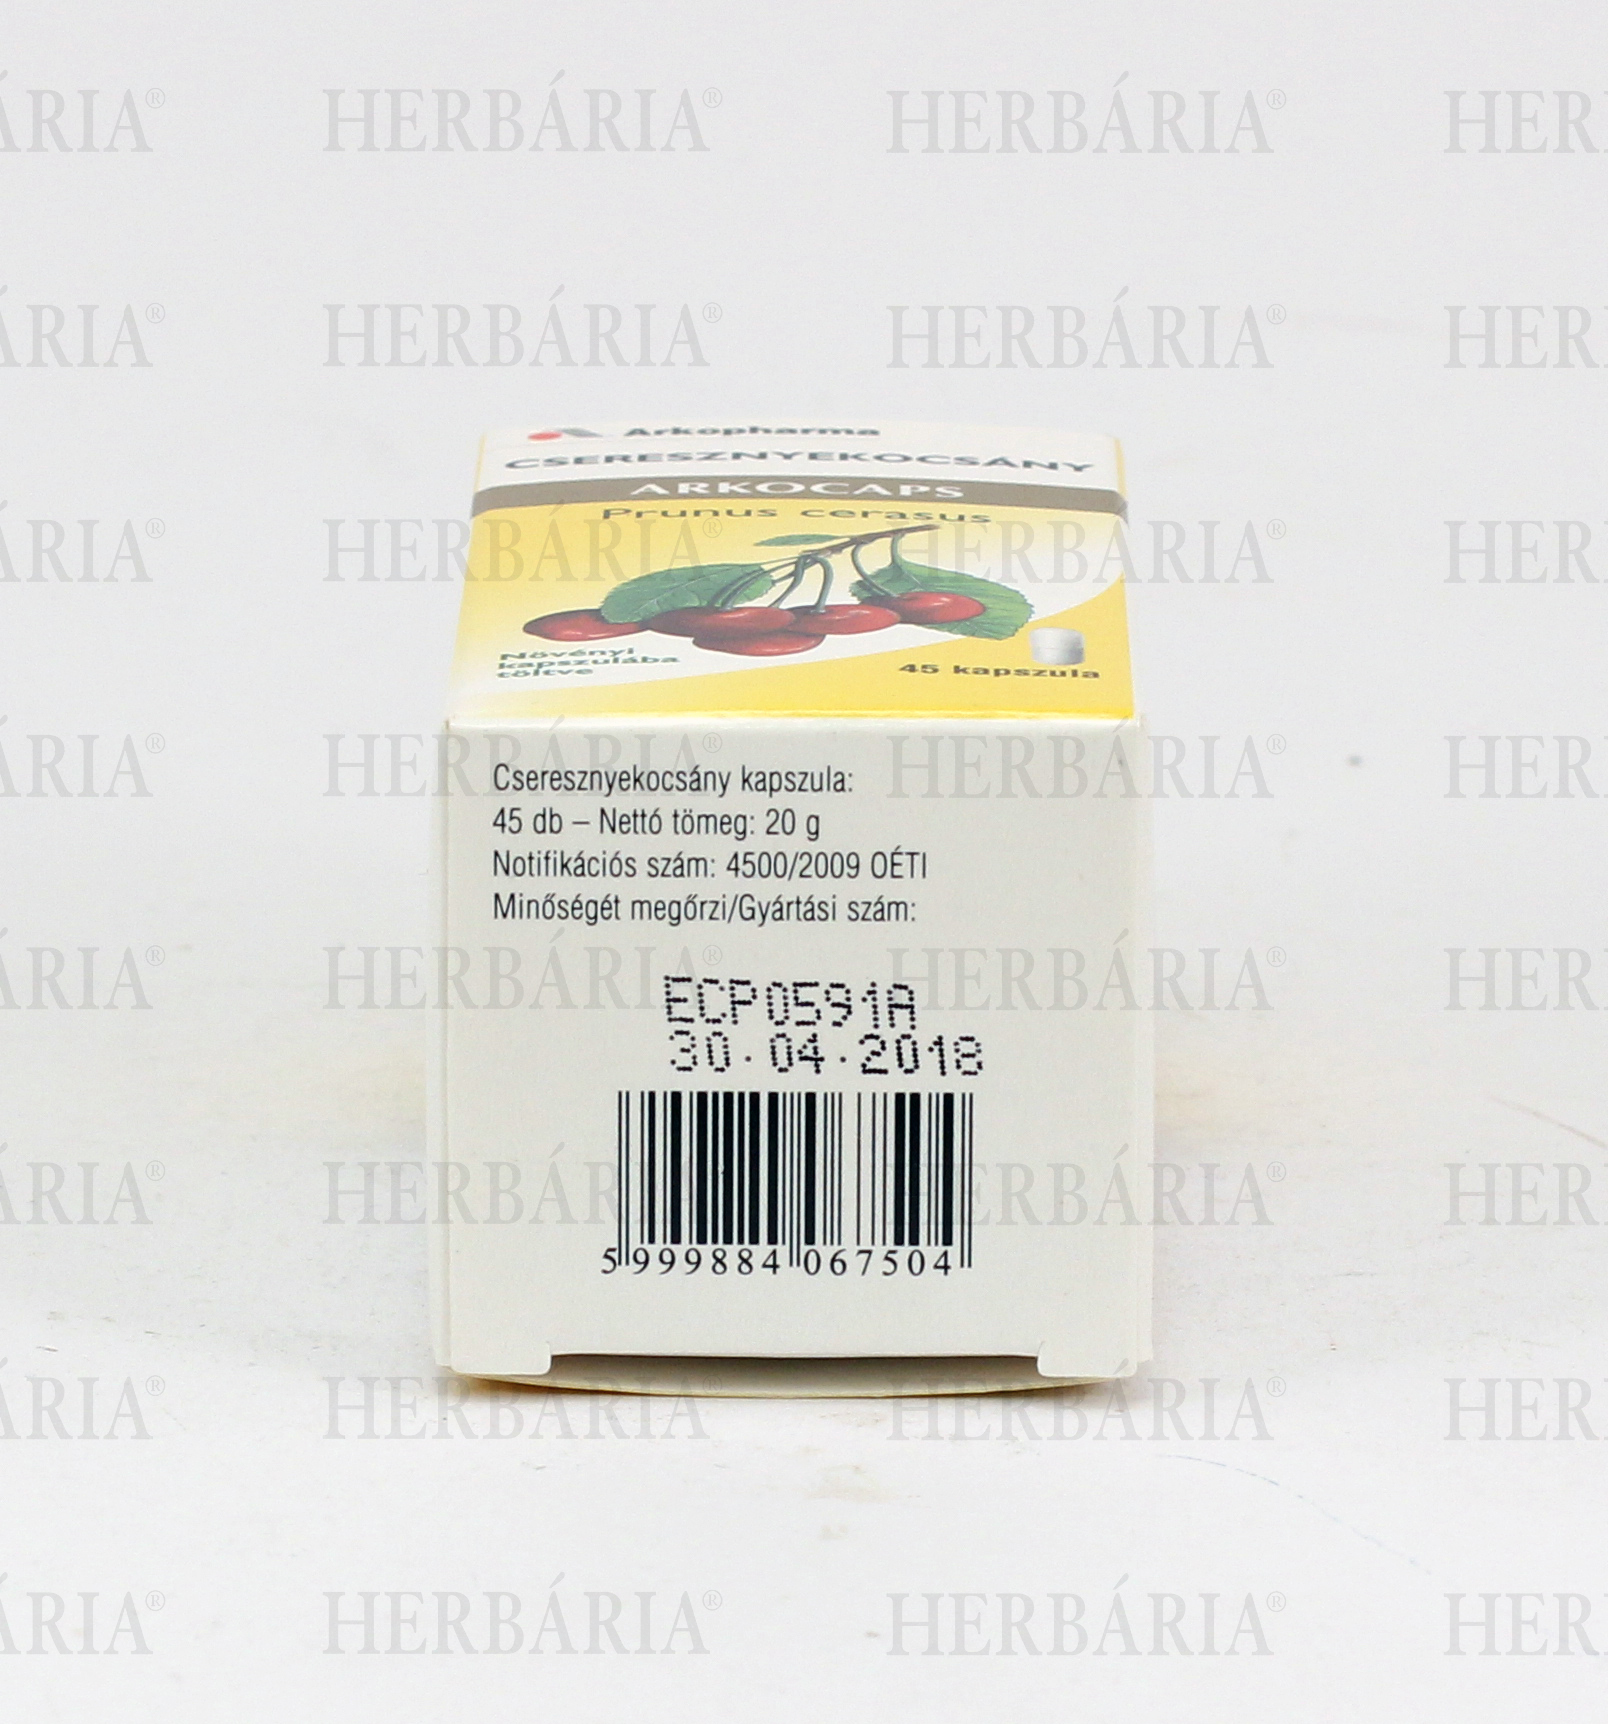 HERBÁRIA®
Arkopharma
CSERESZNYEKOCSÁNY
ARKOCAPS
Prunus cerasus
Növényi
kapszulába
töltve
45 kapszula
Cseresznyekocsány kapszula:
45 db – Nettó tömeg: 20 g
Notifikációs szám: 4500/2009 OÉTI
Minőségét megőrzi/Gyártási szám:
ECP0591A
30.04.2018
5 999884 067504